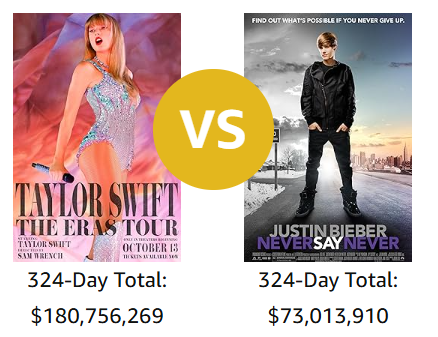 FIND OUT WHAT'S POSSIBLE IF YOU NEVER GIVE UP.
VS
TAYLOR SWIFT
THE ERAS TOUR
TAYLOR SWIFT
SAM WRENCH
OCTOBER 13
TICKETS AVAILABLE NOW
JUSTIN BIEBER
NEVER SAY NEVER
324-Day Total:
$180,756,269
324-Day Total:
$73,013,910